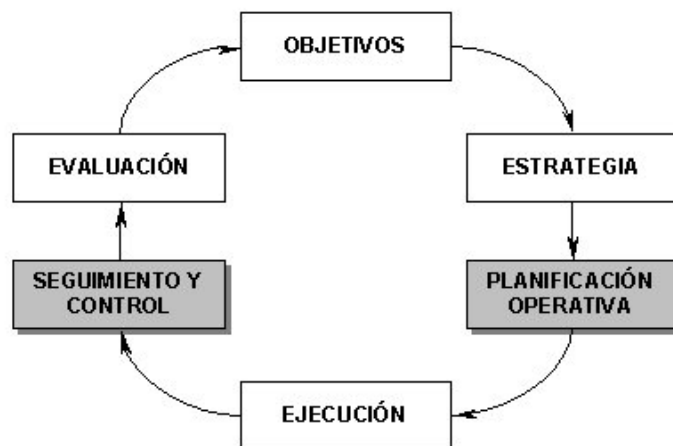 OBJETIVOS
ESTRATEGIA
PLANIFICACIÓN
OPERATIVA
EJECUCIÓN
SEGUIMIENTO Y
CONTROL
EVALUACIÓN